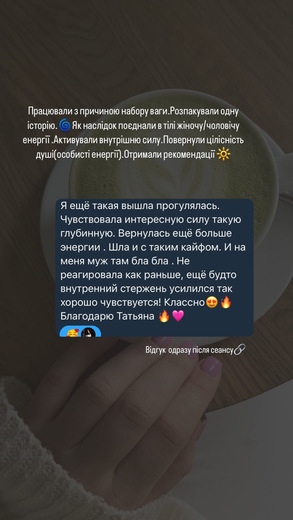 Працювали з причиною набору ваги.Розпакували одну
історію.🌀Як наслідок поєднали в тілі жіночу/чоловічу
енергії .Активували внутрішню силу.Повернули цілісність
душі(особисті енергії).Отримали рекомендації 🔆
Я ещё такая вышла прогулялась.
Чувствовала интересную силу такую
глубинную. Вернулась ещё больше
энергии . Шла и с таким кайфом. И на
меня муж там бла бла . Не
реагировала как раньше, ещё будто
внутренний стержень усилился так
хорошо чувствуется! Классно😍🔥
Благодарю Татьяна 🔥💗
Відгук одразу після сеансу🔗